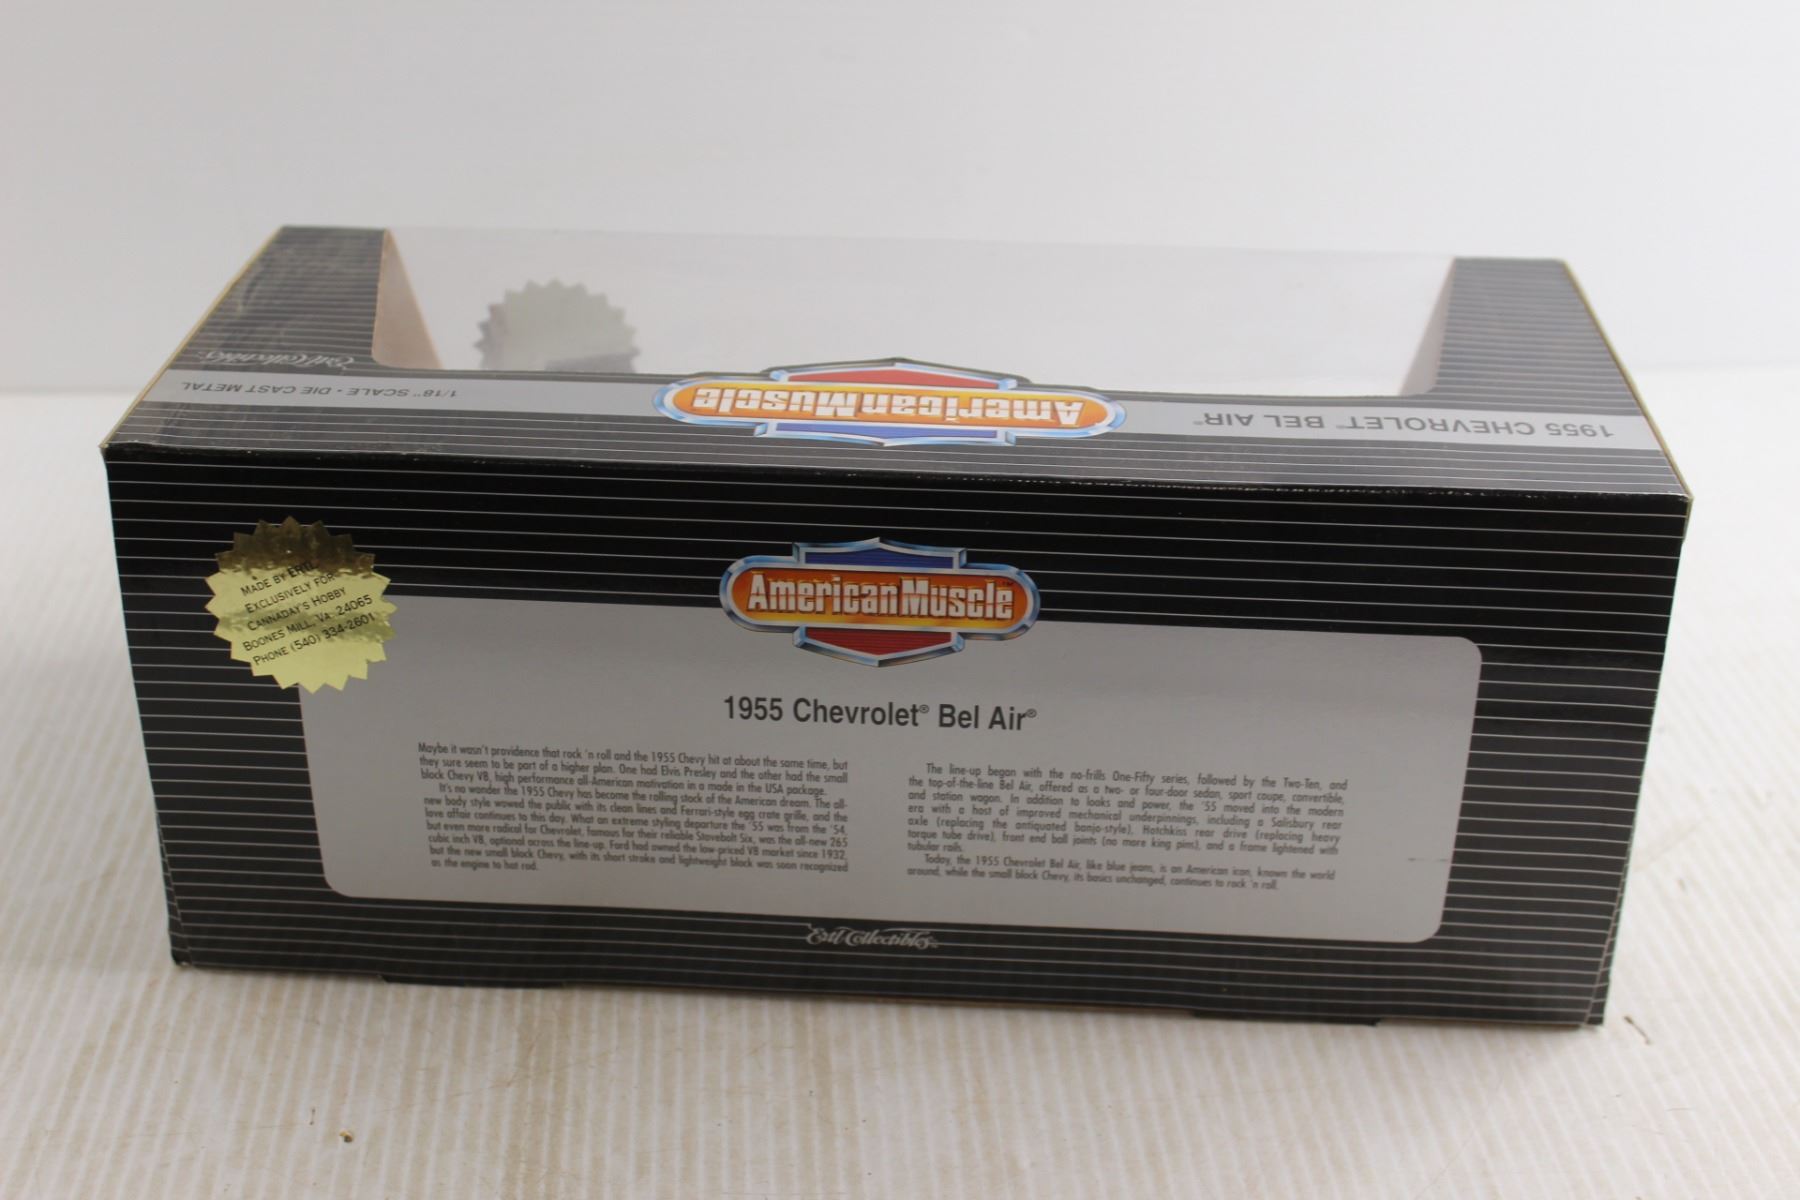 Ertl Collectibles
1/18" SCALE - DIE CAST METAL
AmericanMuscle
1955 CHEVROLET® BEL AIR®
MADE BY ERTL
EXCLUSIVELY FOR
CANNADAY'S HOBBY
BOONES MILL, VA. 24065
PHONE (540) 334-2601
AmericanMuscle™
1955 Chevrolet® Bel Air®
Maybe it wasn't providence that rock 'n roll and the 1955 Chevy hit at about the same time, but
they sure seem to be part of a higher plan. One had Elvis Presley and the other had the small
block Chevy V8, high performance all-American motivation in a made in the USA package.
It's no wonder the 1955 Chevy has become the rolling stock of the American dream. The all-
new body style wowed the public with its clean lines and Ferrari-style egg crate grille, and the
love affair continues to this day. What an extreme styling departure the '55 was from the '54,
but even more radical for Chevrolet, famous for their reliable Stovebolt Six, was the all-new 265
cubic inch V8, optional across the line-up. Ford had owned the low-priced V8 market since 1932,
but the new small block Chevy, with its short stroke and lightweight block was soon recognized
as the engine to hot rod.
The line-up began with the no-frills One-Fifty series, followed by the Two-Ten, and
the top-of-the-line Bel Air, offered as a two- or four-door sedan, sport coupe, convertible,
and station wagon. In addition to looks and power, the '55 moved into the modern
era with a host of improved mechanical underpinnings, including a Salisbury rear
axle (replacing the antiquated banjo-style), Hotchkiss rear drive (replacing heavy
torque tube drive), front end ball joints (no more king pins), and a frame lightened with
tubular rails.
Today, the 1955 Chevrolet Bel Air, like blue jeans, is an American icon, known the world
around, while the small block Chevy, its basics unchanged, continues to rock 'n roll.
Ertl Collectibles™